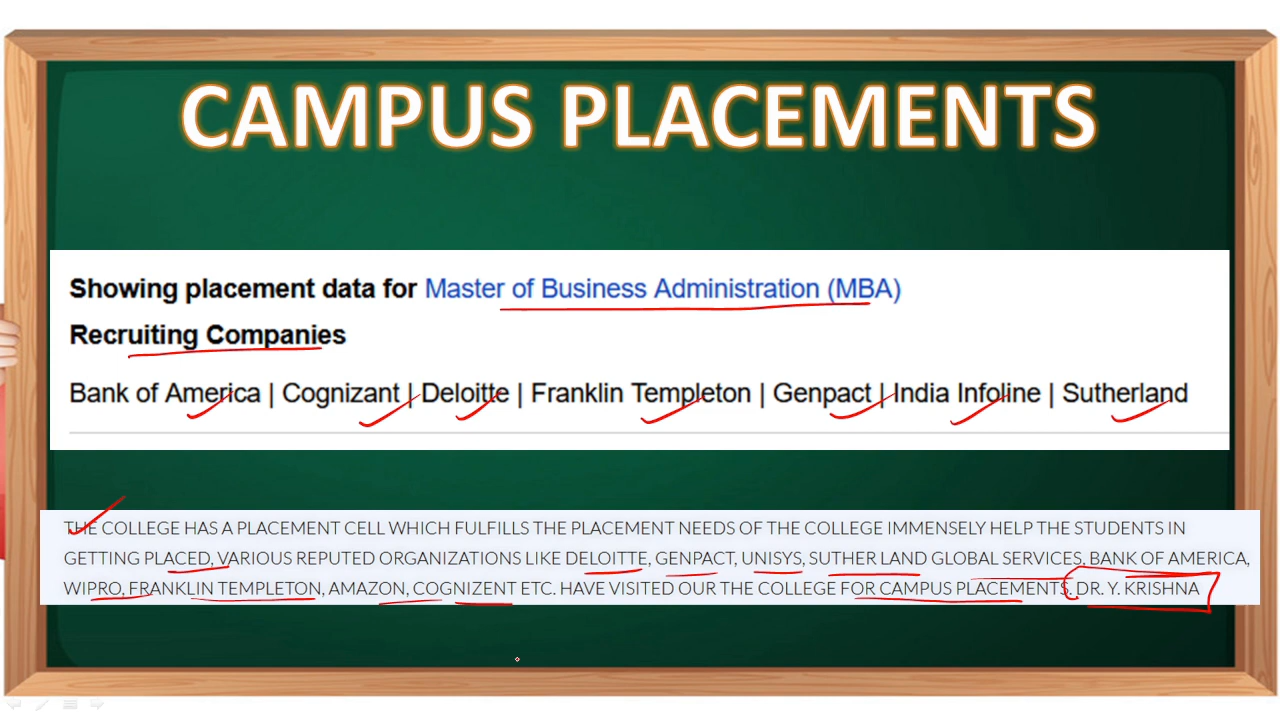 CAMPUS PLACEMENTS
Showing placement data for Master of Business Administration (MBA)
Recruiting Companies
Bank of America | Cognizant | Deloitte | Franklin Templeton | Genpact | India Infoline | Sutherland
THE COLLEGE HAS A PLACEMENT CELL WHICH FULFILLS THE PLACEMENT NEEDS OF THE COLLEGE IMMENSELY HELP THE STUDENTS IN
GETTING PLACED, VARIOUS REPUTED ORGANIZATIONS LIKE DELOITTE, GENPACT, UNISYS, SUTHER LAND GLOBAL SERVICES, BANK OF AMERICA,
WIPRO, FRANKLIN TEMPLETON, AMAZON, COGNIZENT ETC. HAVE VISITED OUR THE COLLEGE FOR CAMPUS PLACEMENTS. DR. Y. KRISHNA